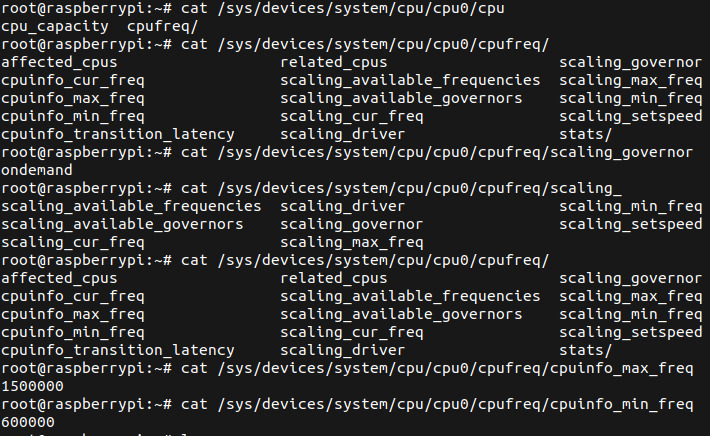 root@raspberrypi:~# cat /sys/devices/system/cpu/cpu0/cpu
cpu_capacity  cpufreq/
root@raspberrypi:~# cat /sys/devices/system/cpu/cpu0/cpufreq/
affected_cpus                  related_cpus                   scaling_governor
cpuinfo_cur_freq               scaling_available_frequencies  scaling_max_freq
cpuinfo_max_freq               scaling_available_governors    scaling_min_freq
cpuinfo_min_freq               scaling_cur_freq               scaling_setspeed
cpuinfo_transition_latency     scaling_driver                 stats/
root@raspberrypi:~# cat /sys/devices/system/cpu/cpu0/cpufreq/scaling_governor
ondemand
root@raspberrypi:~# cat /sys/devices/system/cpu/cpu0/cpufreq/scaling_
scaling_available_frequencies  scaling_driver                 scaling_min_freq
scaling_available_governors    scaling_governor               scaling_setspeed
scaling_cur_freq               scaling_max_freq
root@raspberrypi:~# cat /sys/devices/system/cpu/cpu0/cpufreq/
affected_cpus                  related_cpus                   scaling_governor
cpuinfo_cur_freq               scaling_available_frequencies  scaling_max_freq
cpuinfo_max_freq               scaling_available_governors    scaling_min_freq
cpuinfo_min_freq               scaling_cur_freq               scaling_setspeed
cpuinfo_transition_latency     scaling_driver                 stats/
root@raspberrypi:~# cat /sys/devices/system/cpu/cpu0/cpufreq/cpuinfo_max_freq
1500000
root@raspberrypi:~# cat /sys/devices/system/cpu/cpu0/cpufreq/cpuinfo_min_freq
600000